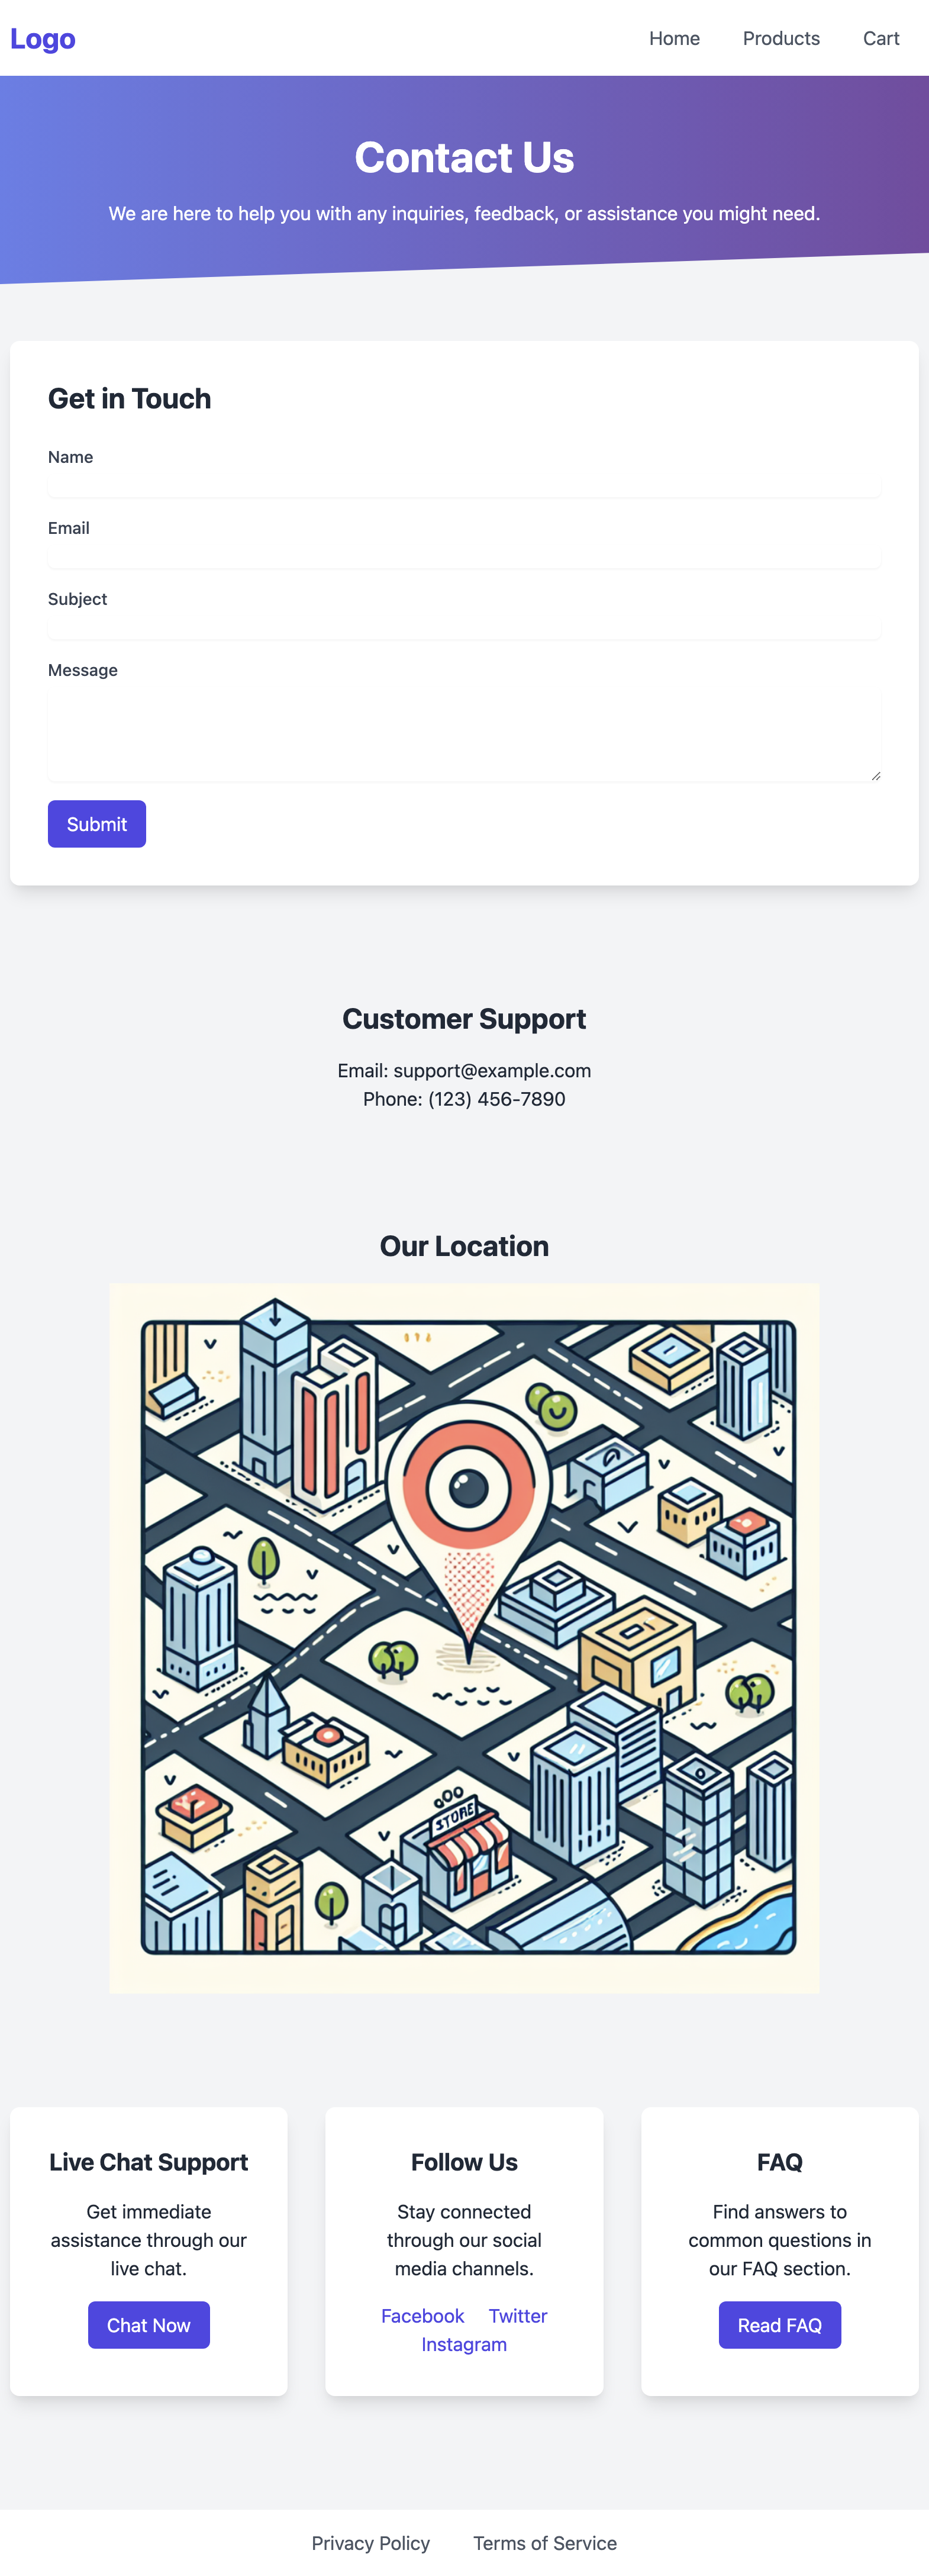 Logo
Home Products Cart
Contact Us
We are here to help you with any inquiries, feedback, or assistance you might need.
Get in Touch
Name
Email
Subject
Message
Submit
Customer Support
Email: support@example.com
Phone: (123) 456-7890
Our Location
STORE
Live Chat Support
Get immediate
assistance through our
live chat.
Chat Now
Follow Us
Stay connected
through our social
media channels.
Facebook Twitter
Instagram
FAQ
Find answers to
common questions in
our FAQ section.
Read FAQ
Privacy Policy Terms of Service